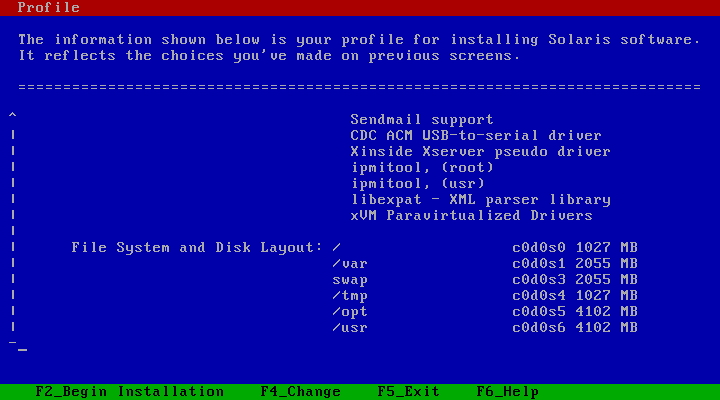 Profile
The information shown below is your profile for installing Solaris software.
It reflects the choices you've made on previous screens.
============================================================================
^
Sendmail support
CDC ACM USB-to-serial driver
Xinside Xserver pseudo driver
ipmitool, (root)
ipmitool, (usr)
libexpat - XML parser library
xVM Paravirtualized Drivers
File System and Disk Layout: / c0d0s0 1027 MB
/var c0d0s1 2055 MB
swap c0d0s3 2055 MB
/tmp c0d0s4 1027 MB
/opt c0d0s5 4102 MB
/usr c0d0s6 4102 MB
F2_Begin Installation F4_Change F5_Exit F6_Help